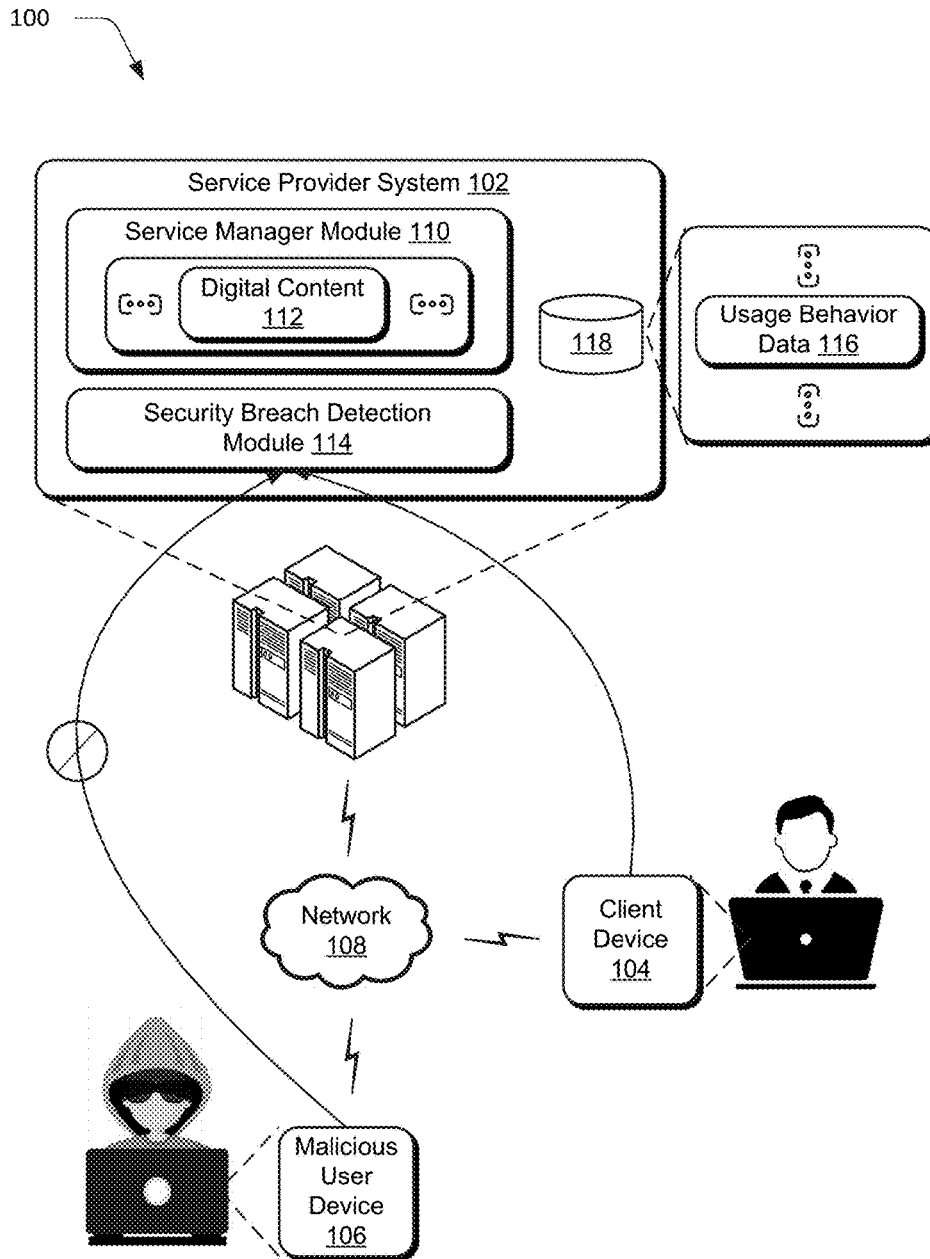 100
Service Provider System 102
Service Manager Module 110
Digital Content
112
118
Usage Behavior
Data 116
Security Breach Detection
Module 114
Network
108
Client
Device
104
Malicious
User
Device
106